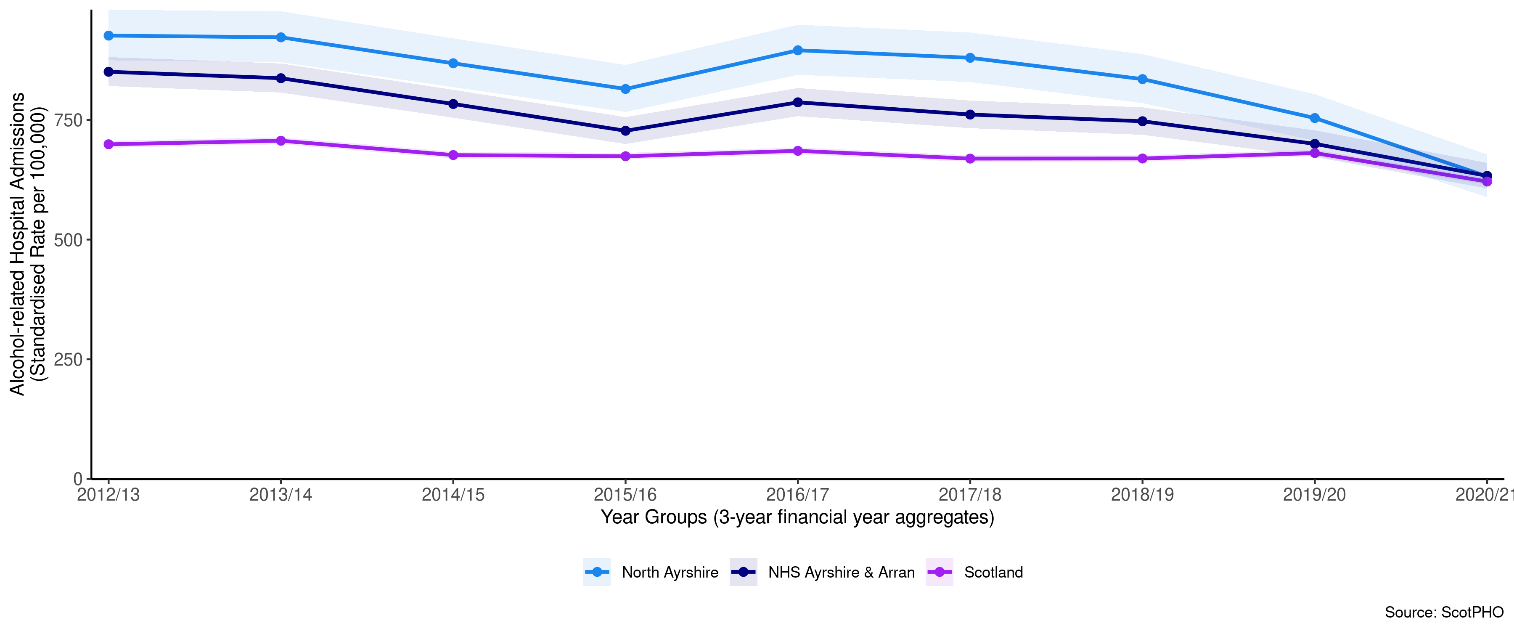 Alcohol-related Hospital Admissions
(Standardised Rate per 100,000)
750
500
250
0
2012/13 2013/14 2014/15 2015/16 2016/17 2017/18 2018/19 2019/20 2020/21
Year Groups (3-year financial year aggregates)
North Ayrshire NHS Ayrshire & Arran Scotland
Source: ScotPHO